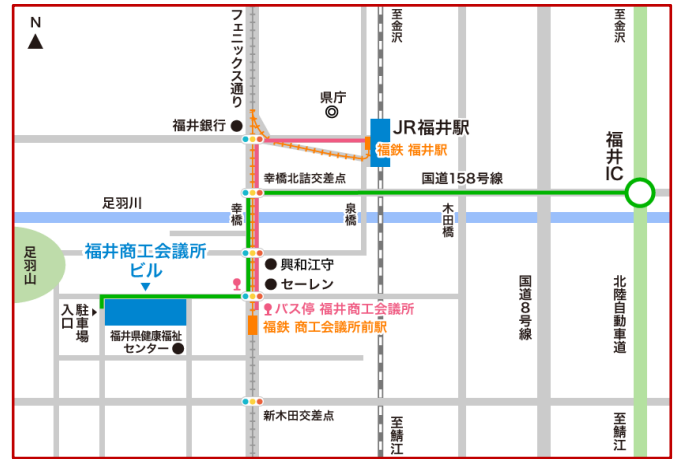 N
フェニックス通り
至金沢
至金沢
県庁
福井銀行
JR福井駅
福鉄 福井駅
福井IC
幸橋北詰交差点
国道158号線
足羽川
幸橋
泉橋
木田橋
足羽山
福井商工会議所
ビル
興和江守
セーレン
バス停 福井商工会議所
福鉄 商工会議所前駅
駐車場
入口
福井県健康福祉
センター
国道8号線
北陸自動車道
新木田交差点
至鯖江
至鯖江